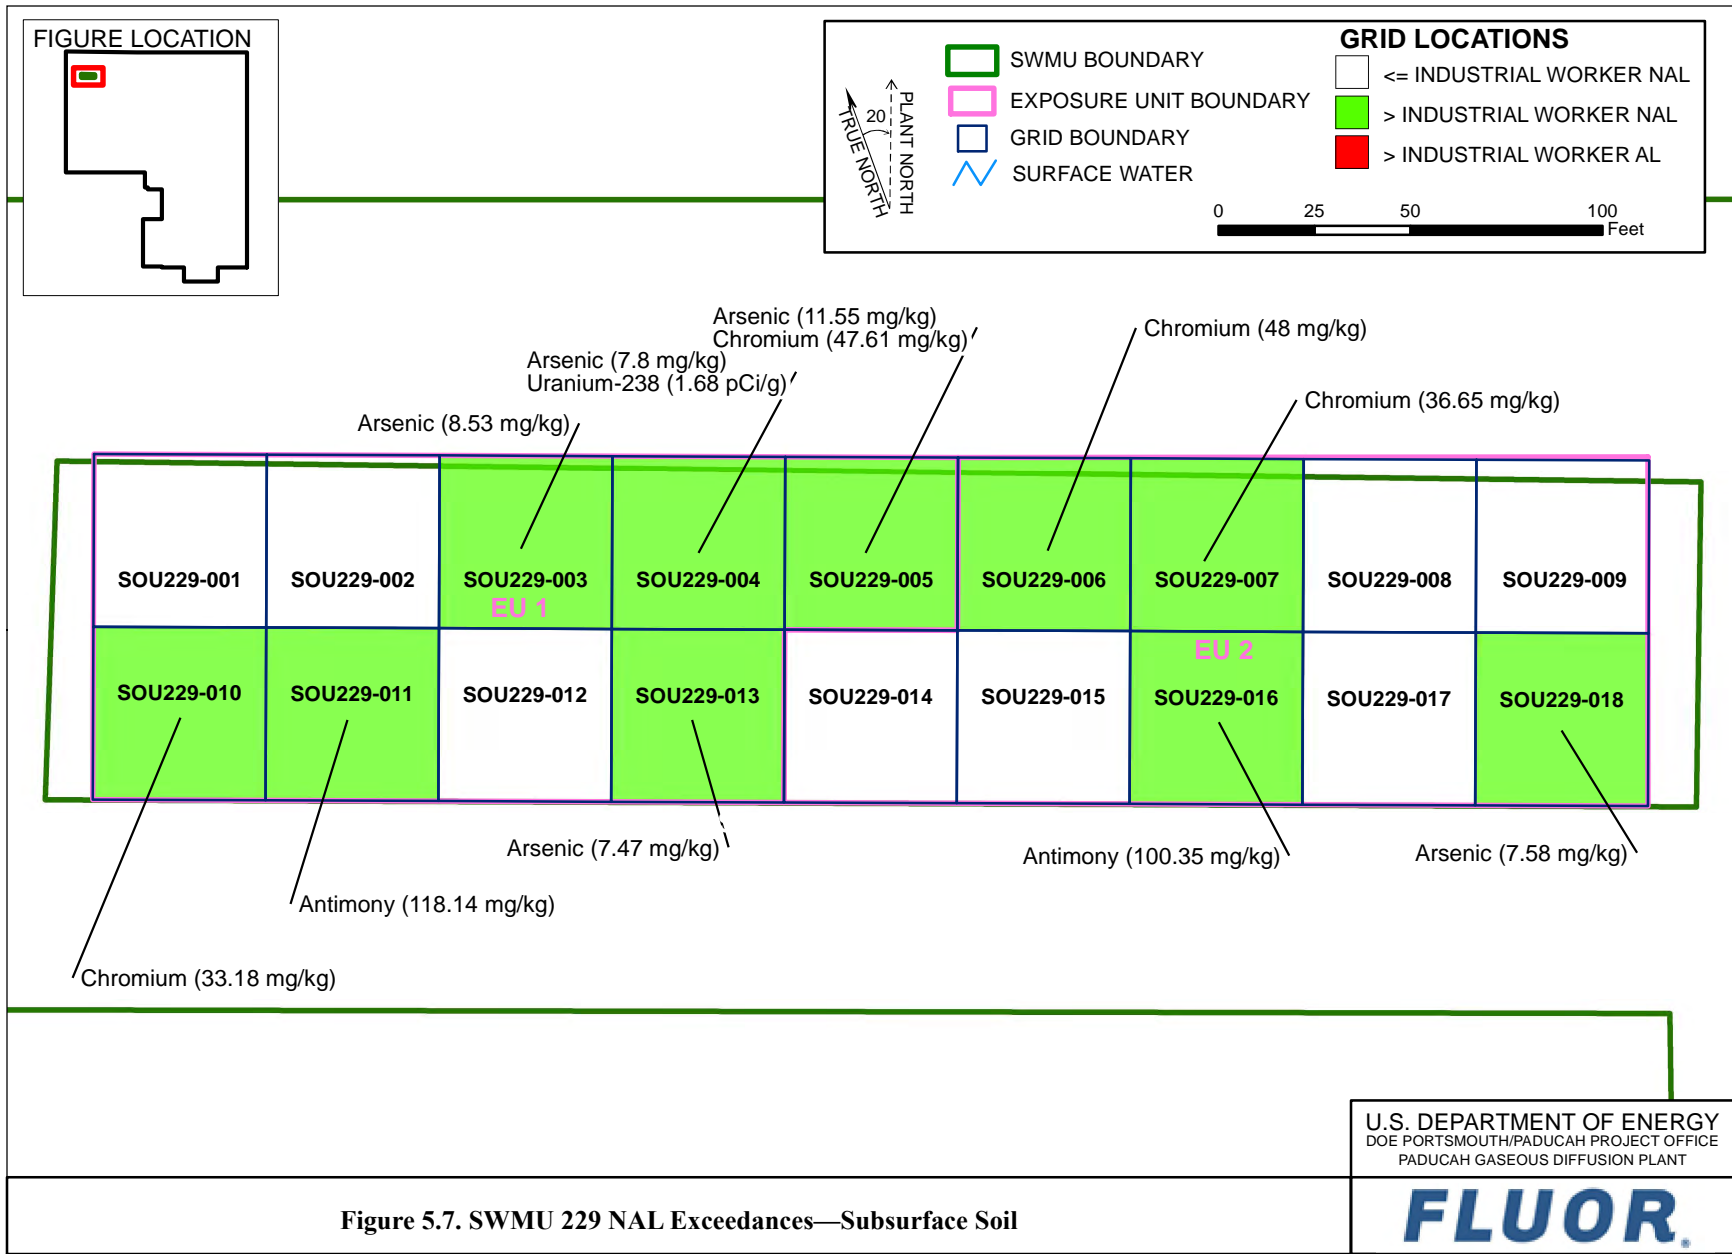 FIGURE LOCATION
TRUE NORTH
20
PLANT NORTH
SWMU BOUNDARY
EXPOSURE UNIT BOUNDARY
GRID BOUNDARY
SURFACE WATER
GRID LOCATIONS
<= INDUSTRIAL WORKER NAL
> INDUSTRIAL WORKER NAL
> INDUSTRIAL WORKER AL
0 25 50 100
Feet
Arsenic (11.55 mg/kg)
Chromium (47.61 mg/kg)
Chromium (48 mg/kg)
Arsenic (7.8 mg/kg)
Uranium-238 (1.68 pCi/g)
Chromium (36.65 mg/kg)
Arsenic (8.53 mg/kg)
SOU229-001 SOU229-002 SOU229-003 SOU229-004 SOU229-005 SOU229-006 SOU229-007 SOU229-008 SOU229-009
EU 1
EU 2
SOU229-010 SOU229-011 SOU229-012 SOU229-013 SOU229-014 SOU229-015 SOU229-016 SOU229-017 SOU229-018
Arsenic (7.47 mg/kg)
Antimony (100.35 mg/kg)
Arsenic (7.58 mg/kg)
Antimony (118.14 mg/kg)
Chromium (33.18 mg/kg)
U.S. DEPARTMENT OF ENERGY
DOE PORTSMOUTH/PADUCAH PROJECT OFFICE
PADUCAH GASEOUS DIFFUSION PLANT
Figure 5.7. SWMU 229 NAL Exceedances—Subsurface Soil
FLUOR®